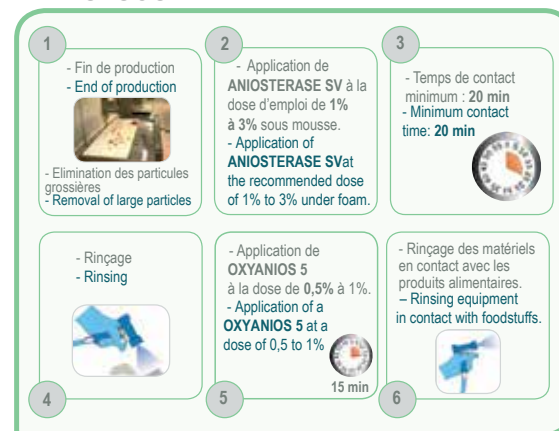 1
- Fin de production
- End of production
- Elimination des particules
grossières
- Removal of large particles
2
- Application de
ANIOSTERASE SV à la
dose d'emploi de 1%
à 3% sous mousse.
- Application of
ANIOSTERASE SVat
the recommended dose
of 1% to 3% under foam.
3
- Temps de contact
minimum : 20 min
- Minimum contact
time: 20 min
- Rinçage
- Rinsing
4
- Application de
OXYANIOS 5
à la dose de 0,5% à 1%.
- Application of a
OXYANIOS 5 at a
dose of 0,5 to 1%
15 min
5
- Rinçage des matériels
en contact avec les
produits alimentaires.
– Rinsing equipment
in contact with foodstuffs.
6